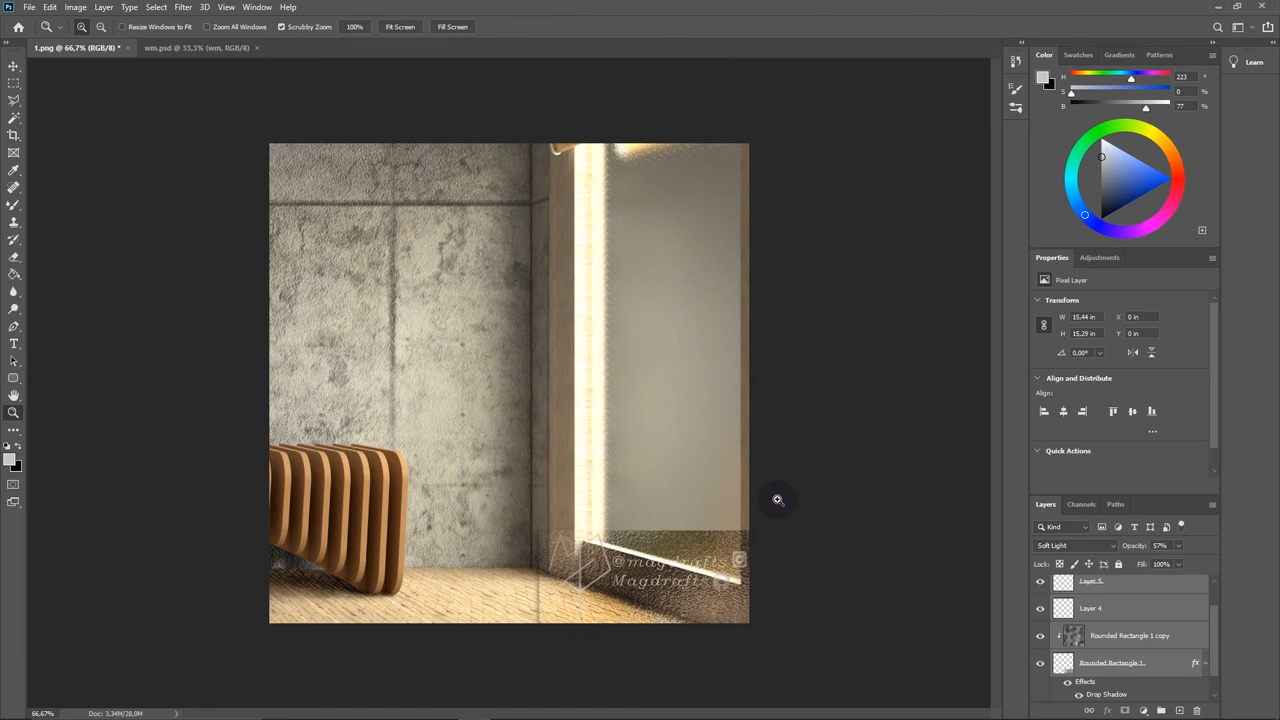 Ps File Edit Image Layer Type Select Filter 3D View Window Help
Resize Windows to Fit Zoom All Windows Scrubby Zoom 100% Fit Screen Fill Screen
1.png @ 66,7% (RGB/8) * × wm.psd @ 33,3% (wm, RGB/8) ×
Color Swatches Gradients Patterns
Learn
H 223 °
S 0 %
B 77 %
Properties Adjustments
Pixel Layer
Transform
W 15,44 in X 0 in
H 15,29 in Y 0 in
0,00°
Align and Distribute
Align:
Quick Actions
Layers Channels Paths
Kind
Soft Light Opacity: 57%
Lock: Fill: 100%
Layer 5
Layer 4
Rounded Rectangle 1 copy
Rounded Rectangle 1 fx
Effects
Drop Shadow
@magdrafts
Magdrafts
66,67% Doc: 3,34M/28,0M